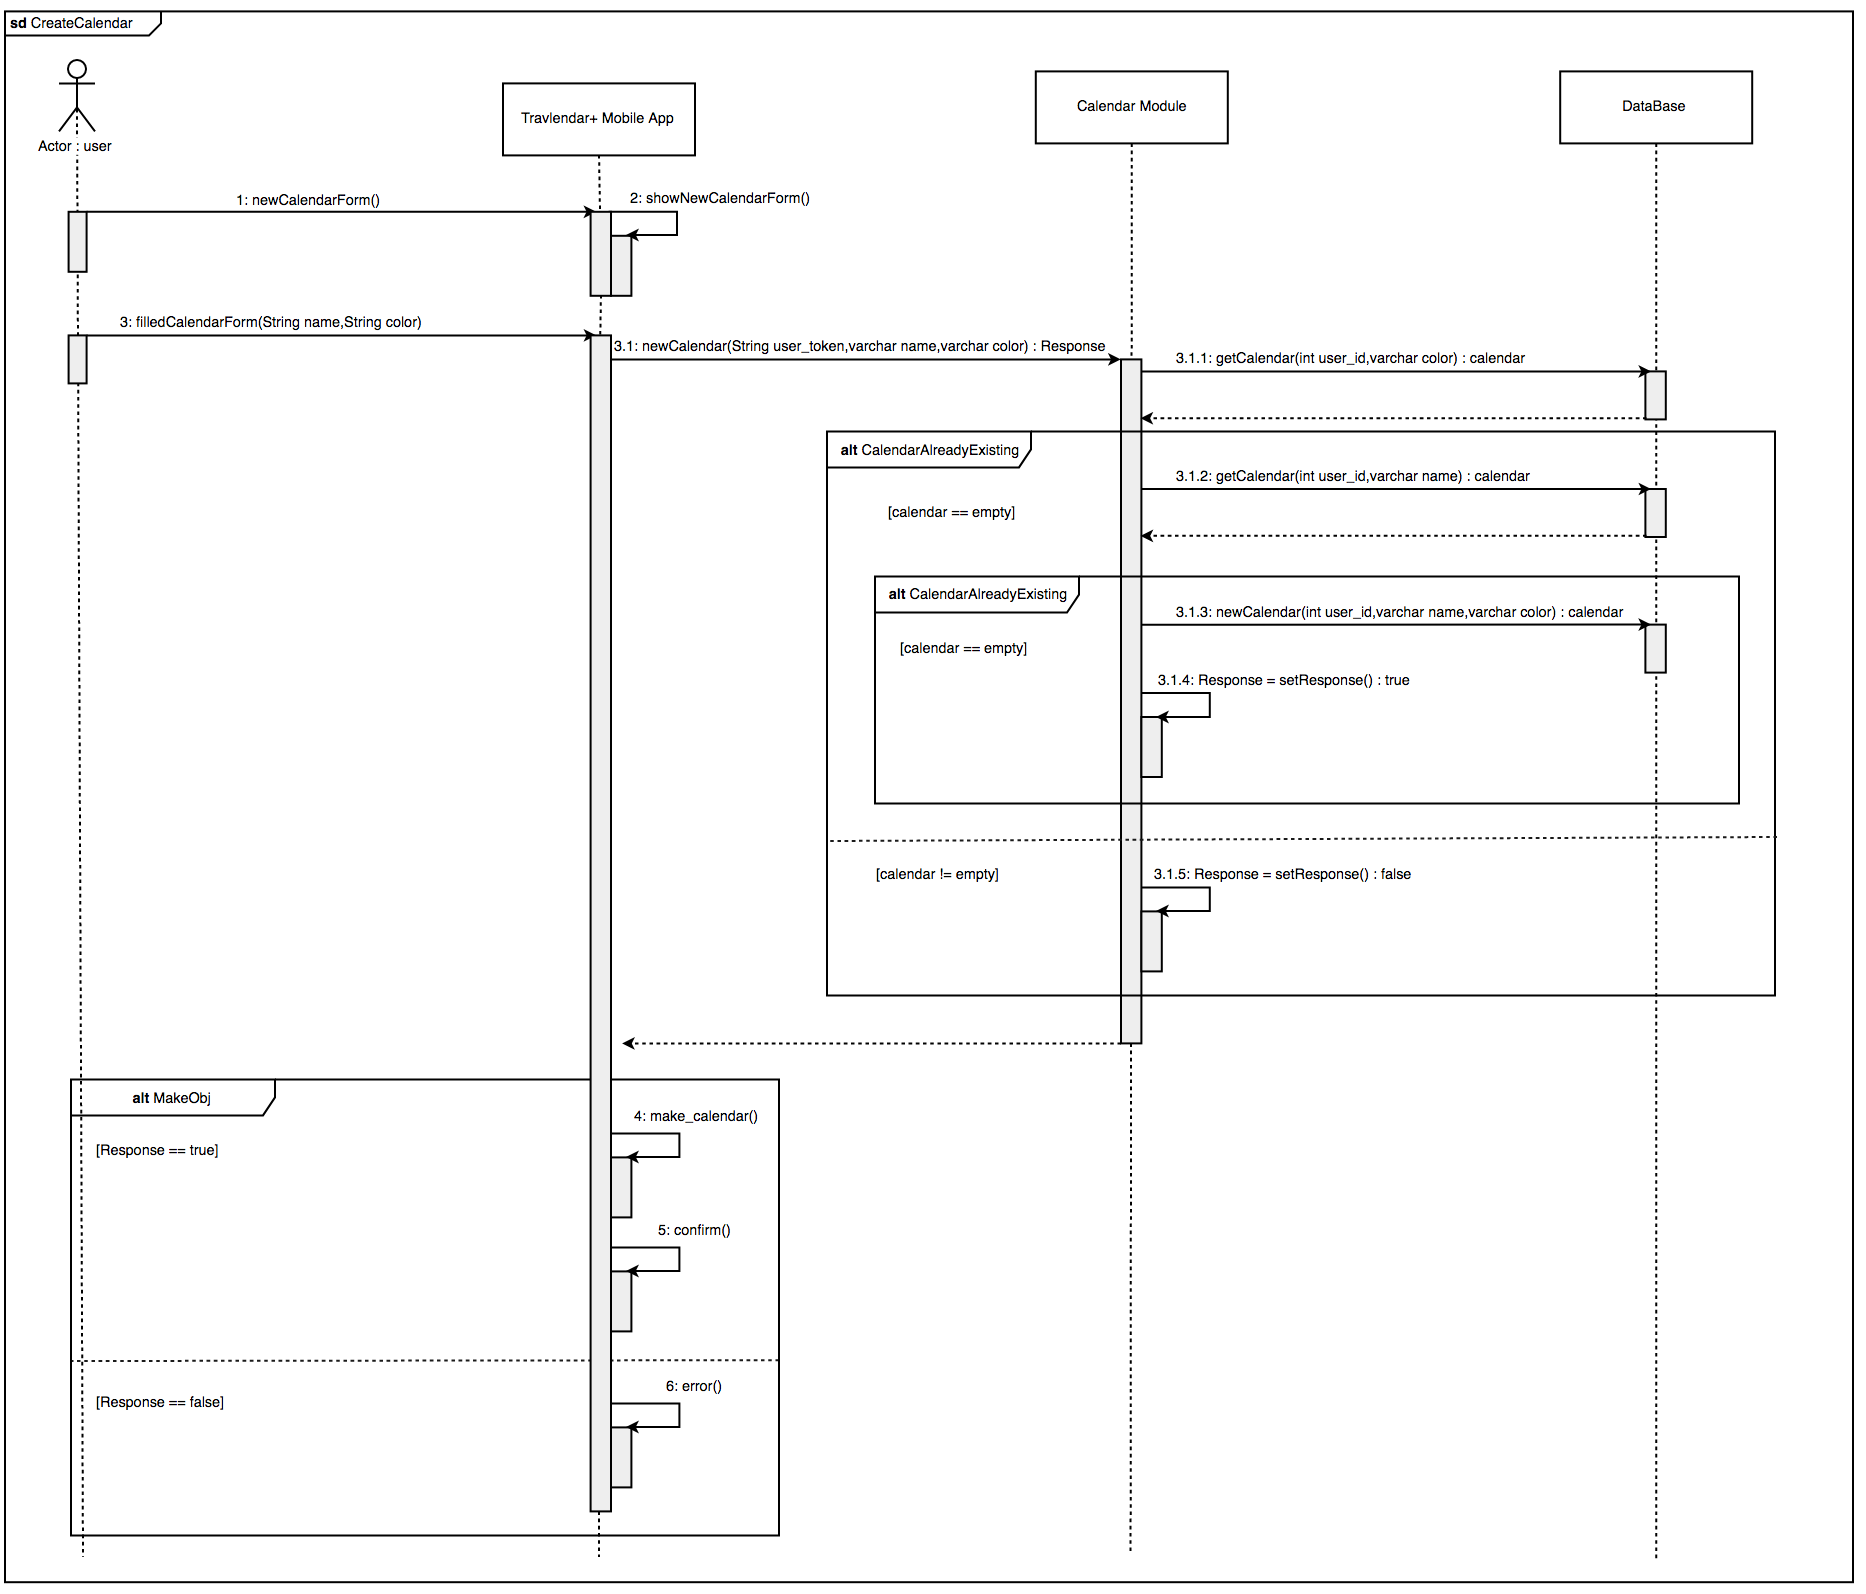 sd CreateCalendar
Actor : user
Travlendar+ Mobile App
Calendar Module
DataBase
1: newCalendarForm()
2: showNewCalendarForm()
3: filledCalendarForm(String name,String color)
3.1: newCalendar(String user_token,varchar name,varchar color) : Response
3.1.1: getCalendar(int user_id,varchar color) : calendar
alt CalendarAlreadyExisting
3.1.2: getCalendar(int user_id,varchar name) : calendar
[calendar == empty]
alt CalendarAlreadyExisting
3.1.3: newCalendar(int user_id,varchar name,varchar color) : calendar
[calendar == empty]
3.1.4: Response = setResponse() : true
[calendar != empty]
3.1.5: Response = setResponse() : false
alt MakeObj
4: make_calendar()
[Response == true]
5: confirm()
6: error()
[Response == false]